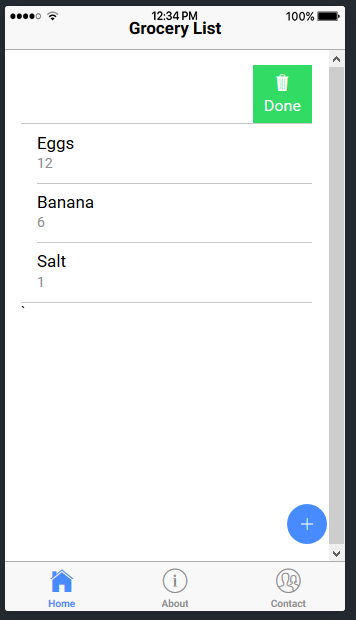 12:34 PM
100%
Grocery List
Done
Eggs
12
Banana
6
Salt
1
`
Home
About
Contact